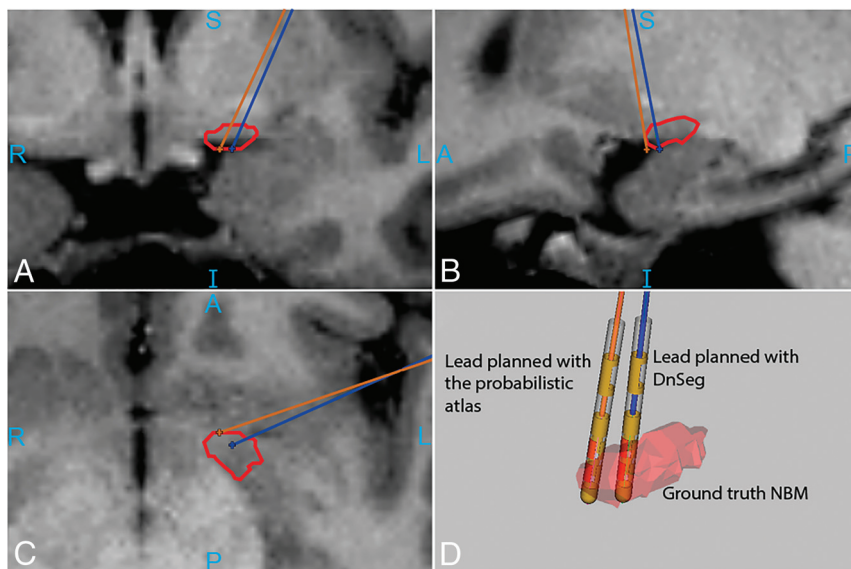 S
R
L
A
I
S
A
P
B
I
A
R
L
C
P
Lead planned with
the probabilistic
atlas
Lead planned with
DnSeg
Ground truth NBM
D